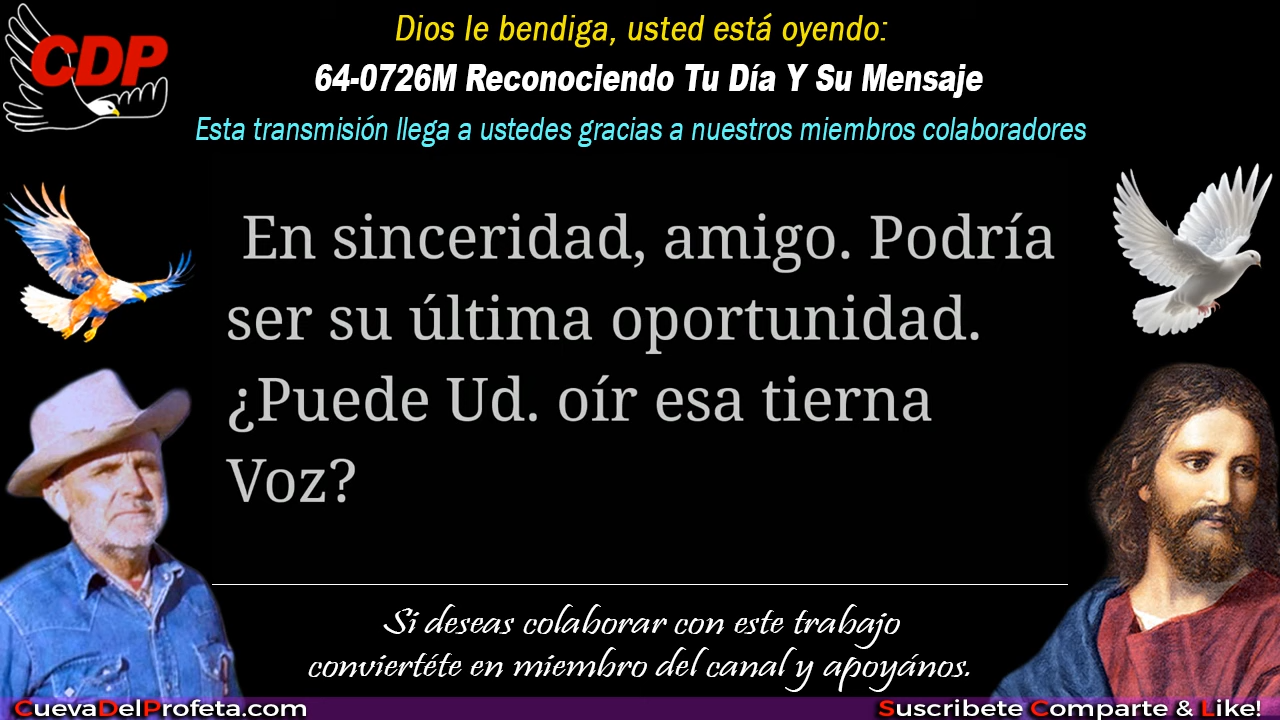 CDP
Dios le bendiga, usted está oyendo:
64-0726M Reconociendo Tu Día Y Su Mensaje
Esta transmisión llega a ustedes gracias a nuestros miembros colaboradores
En sinceridad, amigo. Podría
ser su última oportunidad.
¿Puede Ud. oír esa tierna
Voz?
Si deseas colaborar con este trabajo
conviertéte en miembro del canal y apoyános.
CuevaDelProfeta.com
Suscribete Comparte & Like!